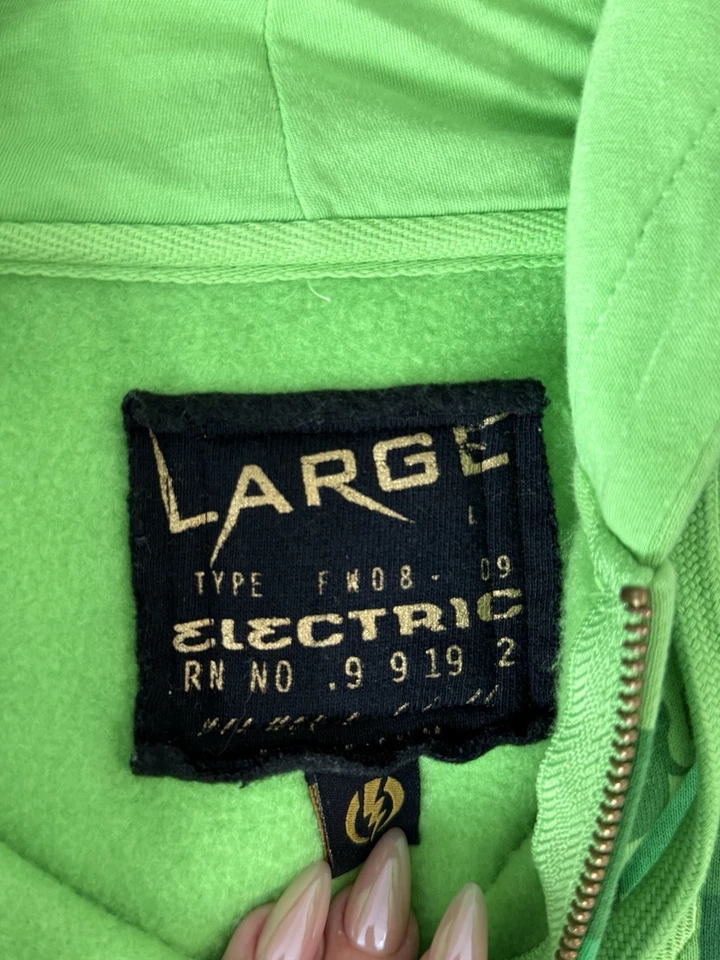 LARGE
TYPE FW08-09
ELECTRIC
RN NO .99192